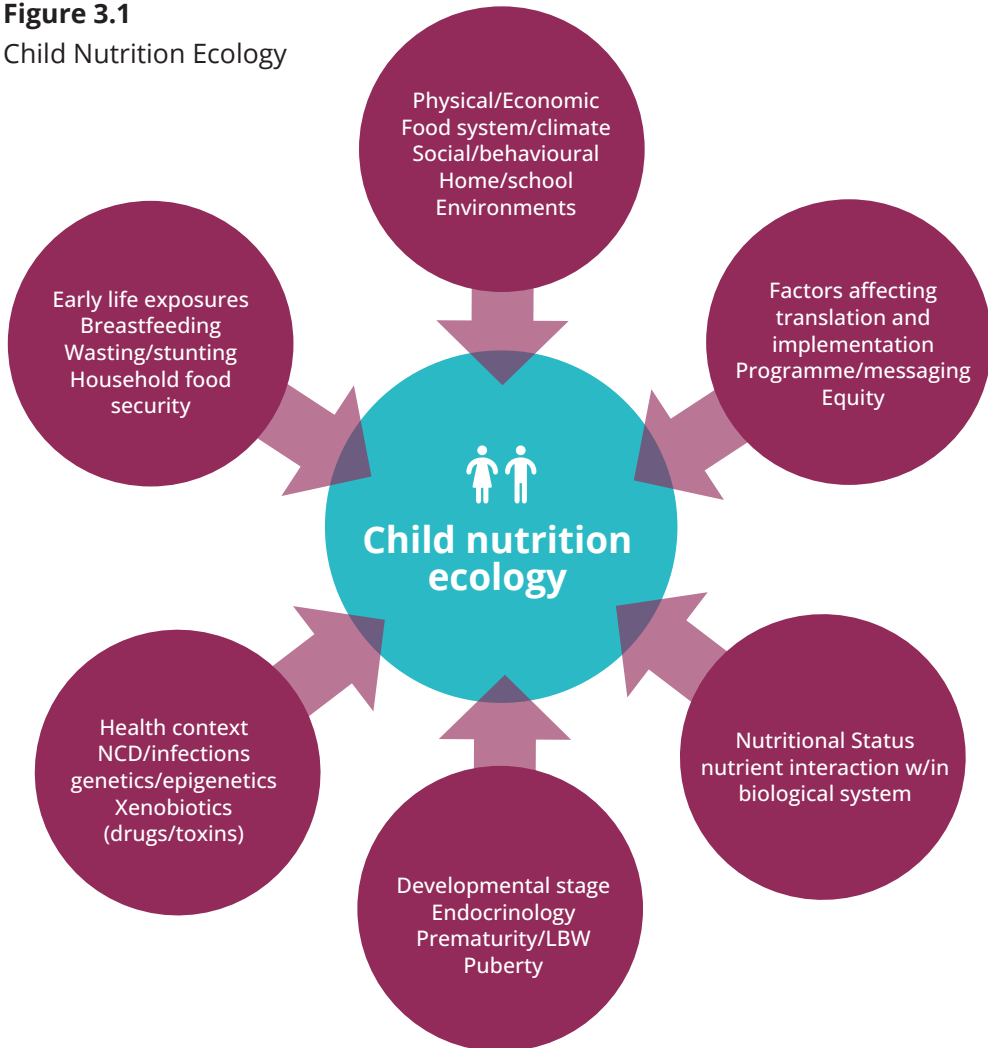 Figure 3.1
Child Nutrition Ecology
Physical/Economic
Food system/climate
Social/behavioural
Home/school
Environments
Early life exposures
Breastfeeding
Wasting/stunting
Household food
security
Factors affecting
translation and
implementation
Programme/messaging
Equity
Child nutrition
ecology
Health context
NCD/infections
genetics/epigenetics
Xenobiotics
(drugs/toxins)
Nutritional Status
nutrient interaction w/in
biological system
Developmental stage
Endocrinology
Prematurity/LBW
Puberty